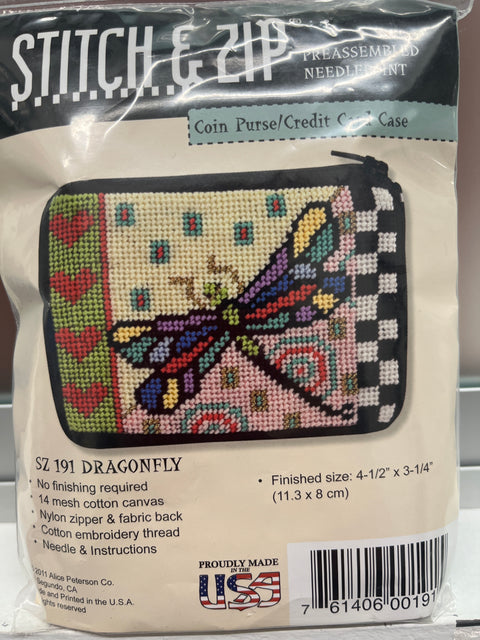 STITCH & ZIP
PREASSEMBLED
NEEDLEPOINT
Coin Purse/Credit Card Case
SZ 191 DRAGONFLY
• No finishing required
• 14 mesh cotton canvas
• Nylon zipper & fabric back
• Cotton embroidery thread
• Needle & Instructions
• Finished size: 4-1/2" x 3-1/4"
(11.3 x 8 cm)
2011 Alice Peterson Co.
Segundo, CA
and Printed in the U.S.A.
rights reserved
PROUDLY MADE
IN THE
USA
7 61406 00191